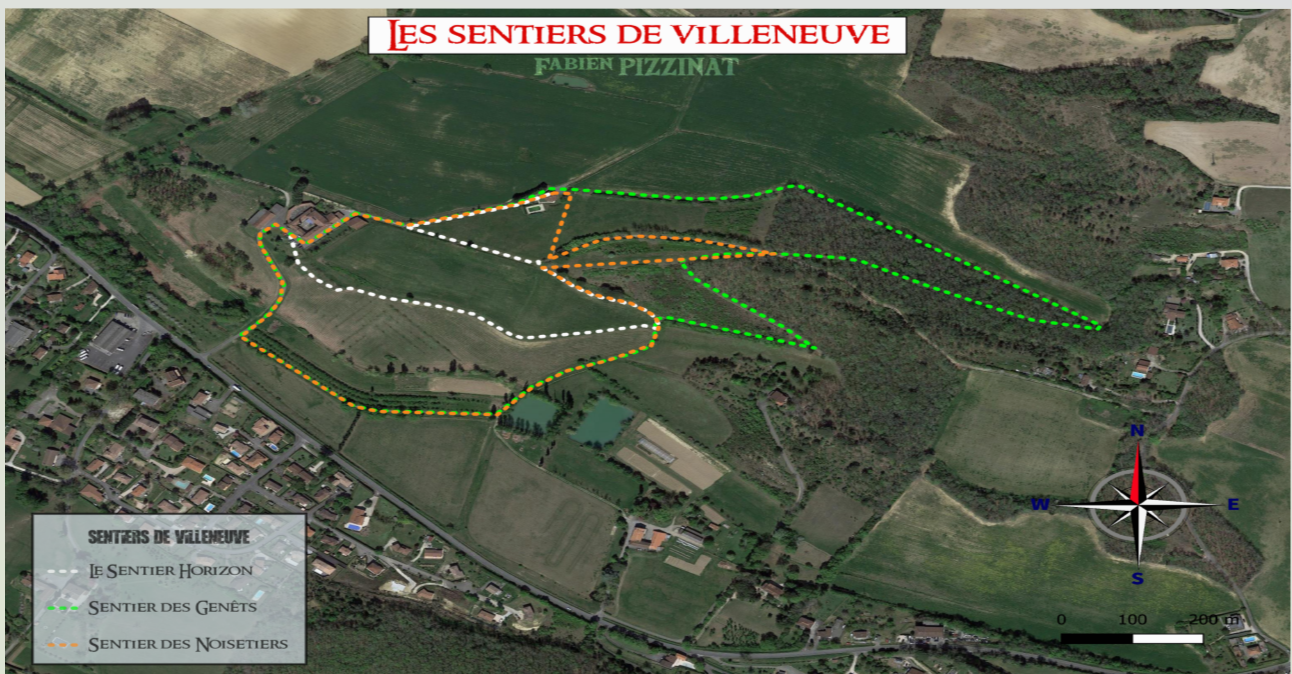 LES SENTIERS DE VILLENEUVE
FABIEN PIZZINAT
N
W
E
S
SENTIERS DE VILLENEUVE
LE SENTIER HORIZON
SENTIER DES GENÊTS
SENTIER DES NOISETIERS
0 100 200 m